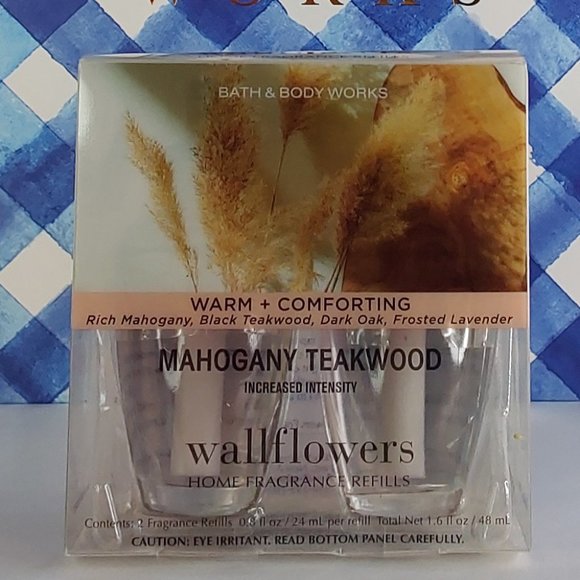 WORKS
BATH & BODY WORKS
WARM + COMFORTING
Rich Mahogany, Black Teakwood, Dark Oak, Frosted Lavender
MAHOGANY TEAKWOOD
INCREASED INTENSITY
wallflowers
HOME FRAGRANCE REFILLS
Contents: 2 Fragrance Refills 0.8 fl oz / 24 mL per refill Total Net 1.6 fl oz / 48 mL
CAUTION: EYE IRRITANT. READ BOTTOM PANEL CAREFULLY.